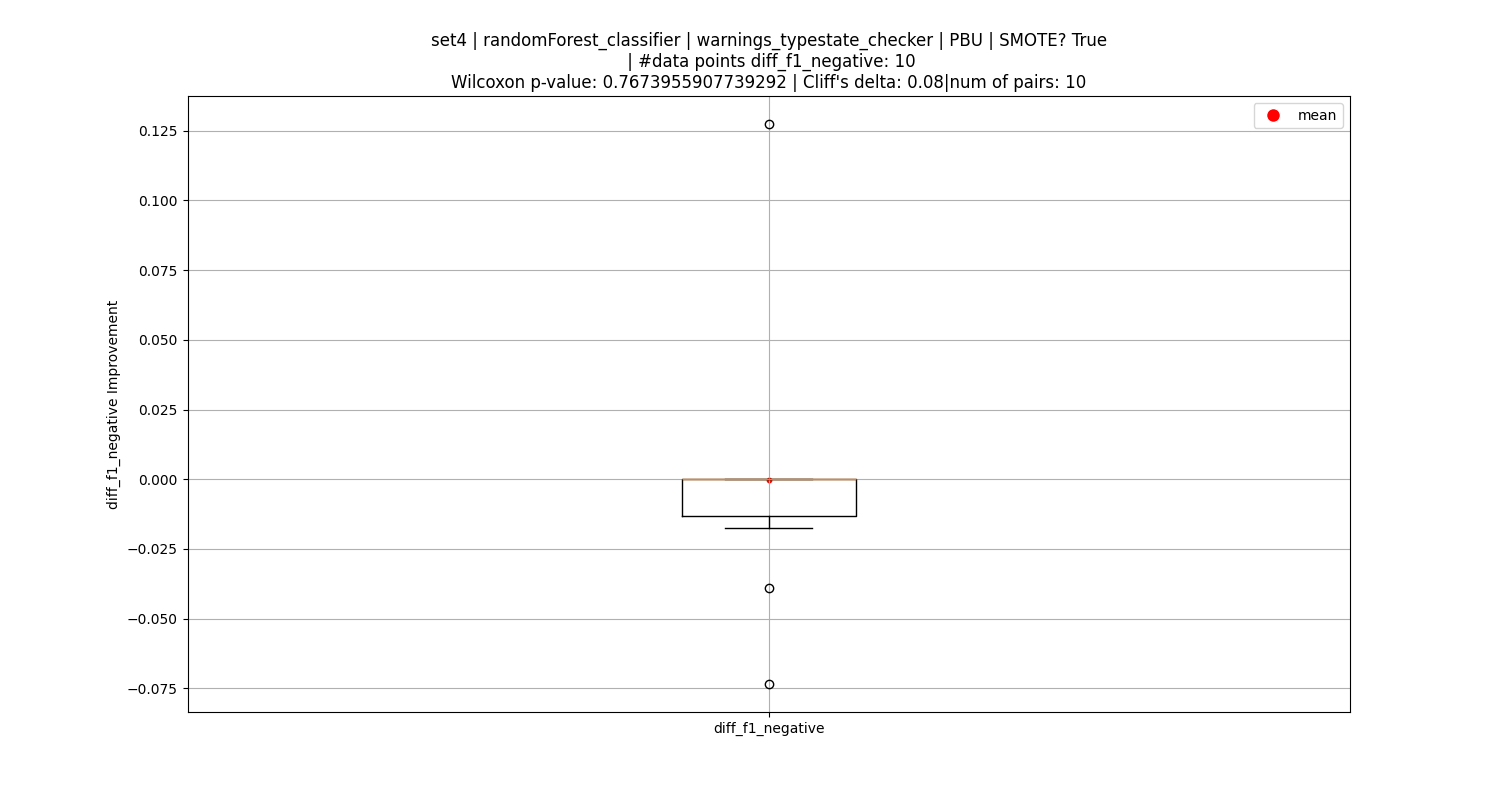 set4 | randomForest_classifier | warnings_typestate_checker | PBU | SMOTE? True
| #data points diff_f1_negative: 10
Wilcoxon p-value: 0.7673955907739292 | Cliff's delta: 0.08|num of pairs: 10
mean
0.125
0.100
0.075
0.050
0.025
0.000
−0.025
−0.050
−0.075
diff_f1_negative Improvement
diff_f1_negative